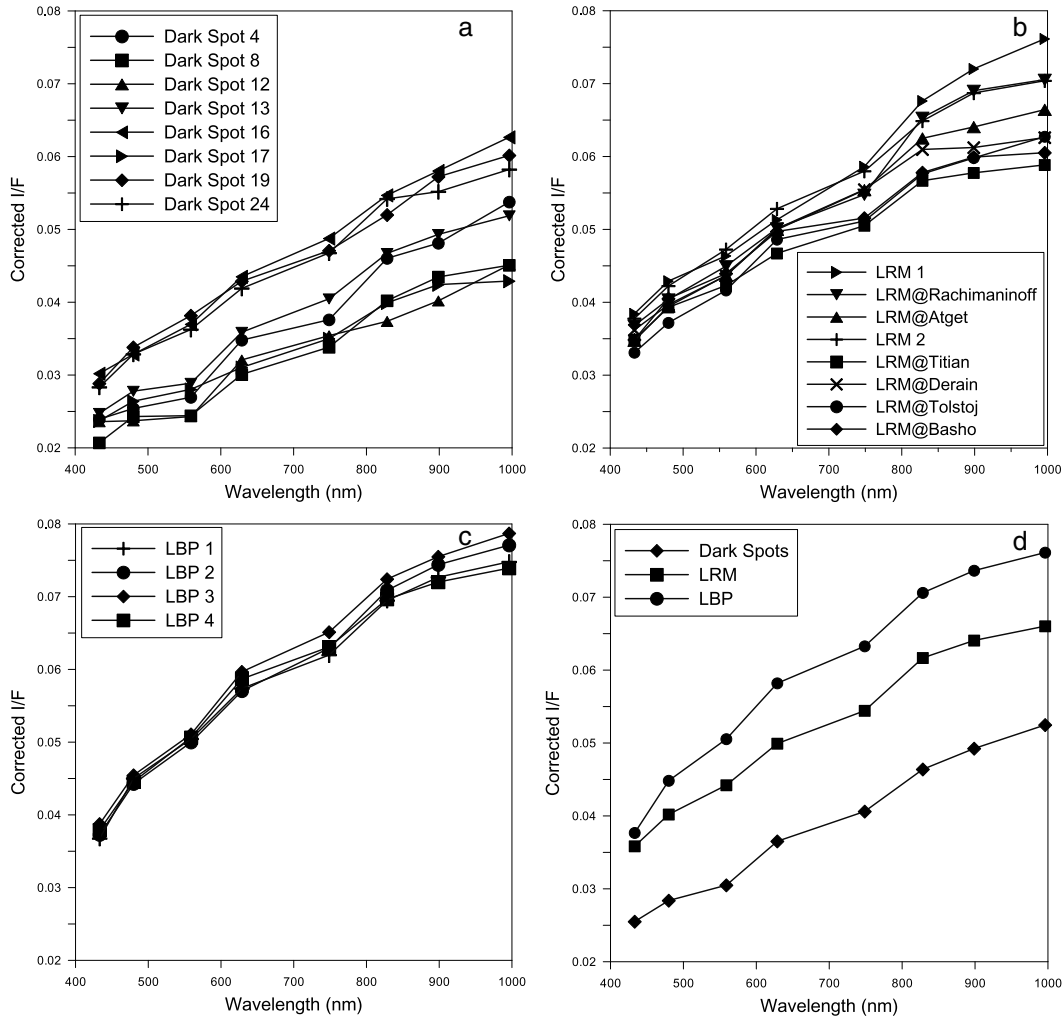 a
Dark Spot 4
Dark Spot 8
Dark Spot 12
Dark Spot 13
Dark Spot 16
Dark Spot 17
Dark Spot 19
Dark Spot 24
0.08
0.07
0.06
0.05
0.04
0.03
0.02
Corrected I/F
400 500 600 700 800 900 1000
Wavelength (nm)
b
LRM 1
LRM@Rachimaninoff
LRM@Atget
LRM 2
LRM@Titian
LRM@Derain
LRM@Tolstoj
LRM@Basho
0.08
0.07
0.06
0.05
0.04
0.03
0.02
Corrected I/F
400 500 600 700 800 900 1000
Wavelength (nm)
c
LBP 1
LBP 2
LBP 3
LBP 4
0.08
0.07
0.06
0.05
0.04
0.03
0.02
Corrected I/F
400 500 600 700 800 900 1000
Wavelength (nm)
d
Dark Spots
LRM
LBP
0.08
0.07
0.06
0.05
0.04
0.03
0.02
Corrected I/F
400 500 600 700 800 900 1000
Wavelength (nm)